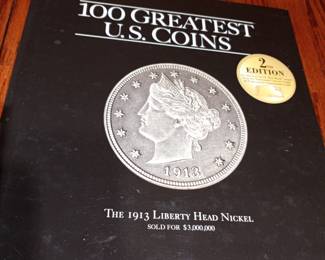 100 GREATEST
U.S. COINS
2ND
EDITION
1913
THE 1913 LIBERTY HEAD NICKEL
SOLD FOR $3,000,000